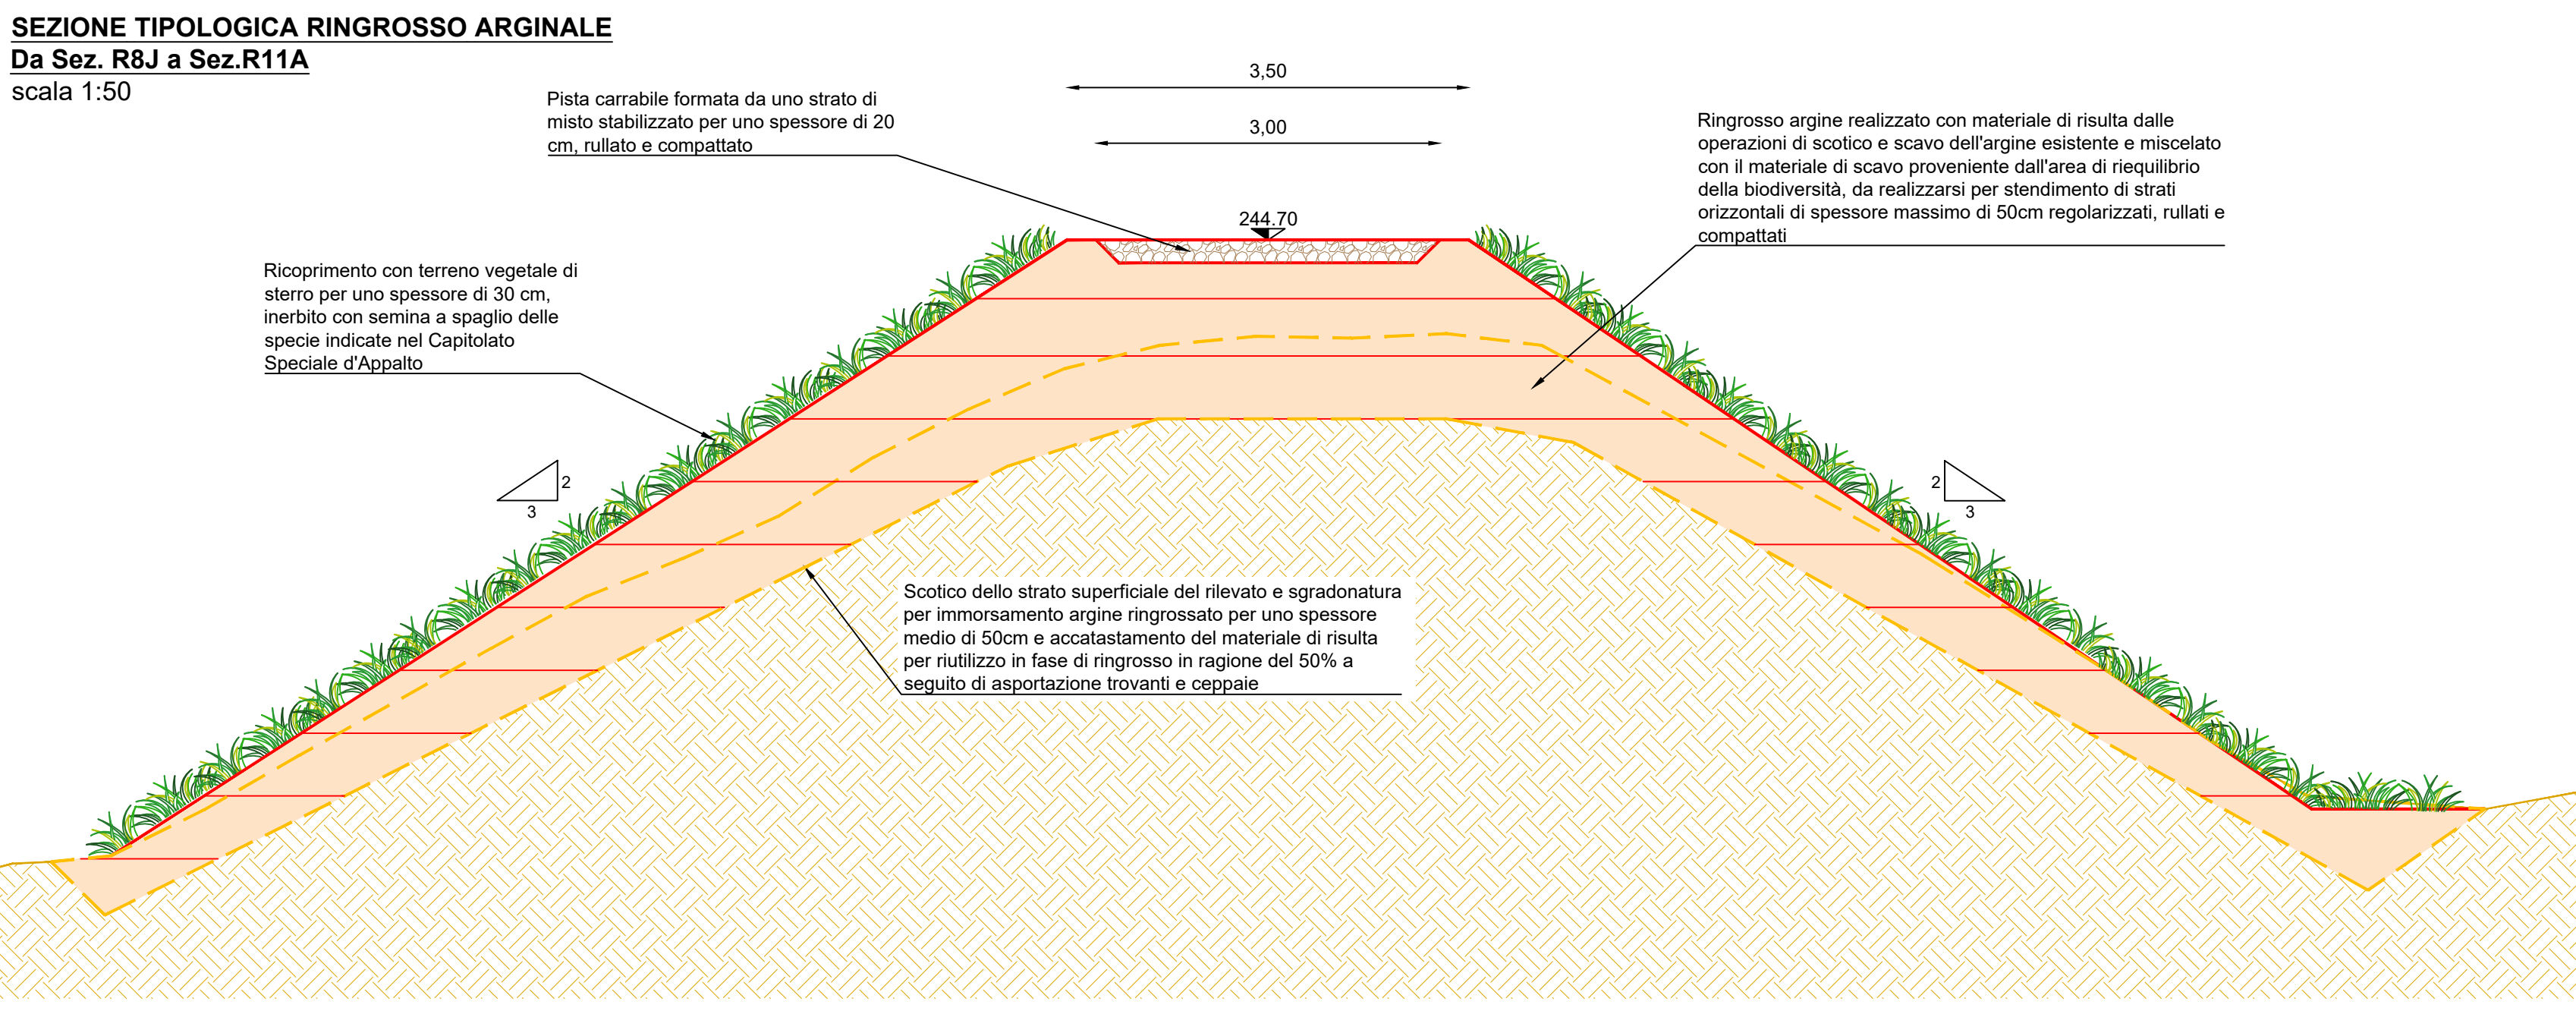 SEZIONE TIPOLOGICA RINGROSSO ARGINALE
Da Sez. R8J a Sez.R11A
scala 1:50
3,50
Pista carrabile formata da uno strato di
misto stabilizzato per uno spessore di 20
cm, rullato e compattato
3,00
Ringrosso argine realizzato con materiale di risulta dalle
operazioni di scotico e scavo dell'argine esistente e miscelato
con il materiale di scavo proveniente dall'area di riequilibrio
della biodiversità, da realizzarsi per stendimento di strati
orizzontali di spessore massimo di 50cm regolarizzati, rullati e
compattati
244.70
Ricoprimento con terreno vegetale di
sterro per uno spessore di 30 cm,
inerbito con semina a spaglio delle
specie indicate nel Capitolato
Speciale d'Appalto
2
3
2
3
Scotico dello strato superficiale del rilevato e sgradonatura
per immorsamento argine ringrossato per uno spessore
medio di 50cm e accatastamento del materiale di risulta
per riutilizzo in fase di ringrosso in ragione del 50% a
seguito di asportazione trovanti e ceppaie